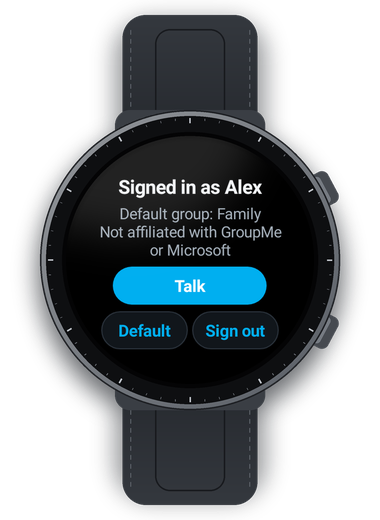 Signed in as Alex
Default group: Family
Not affiliated with GroupMe
or Microsoft
Talk
Default
Sign out